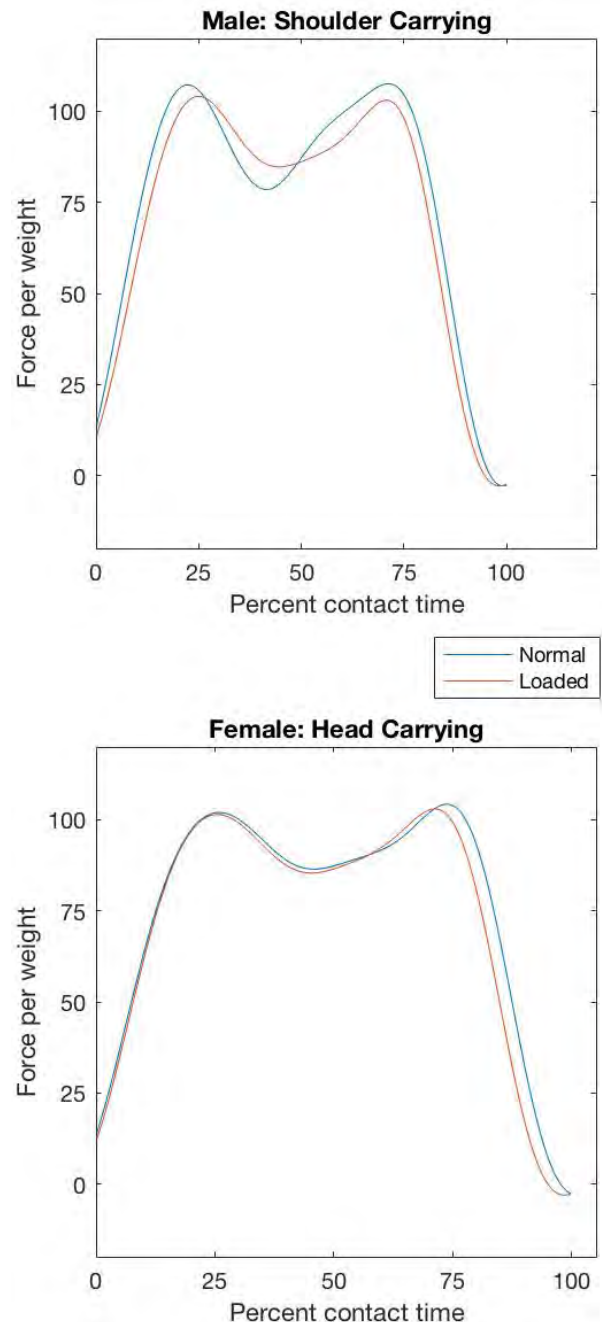 Male: Shoulder Carrying
Force per weight
100
75
50
25
0
0 25 50 75 100
Percent contact time
Normal
Loaded
Female: Head Carrying
Force per weight
100
75
50
25
0
0 25 50 75 100
Percent contact time